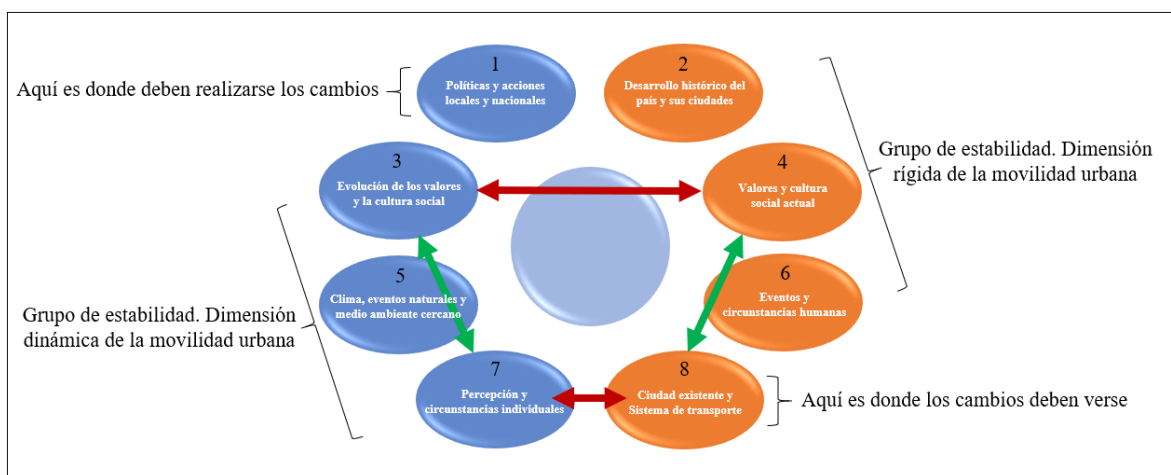 1
Políticas y acciones
locales y nacionales
2
Desarrollo histórico del
país y sus ciudades
Aquí es donde deben realizarse los cambios
3
Evolución de los valores
y la cultura social
4
Valores y cultura
social actual
Grupo de estabilidad. Dimensión
rígida de la movilidad urbana
5
Clima, eventos naturales y
medio ambiente cercano
6
Eventos y
circunstancias humanas
Grupo de estabilidad. Dimensión
dinámica de la movilidad urbana
7
Percepción y
circunstancias individuales
8
Ciudad existente y
Sistema de transporte
Aquí es donde los cambios deben verse